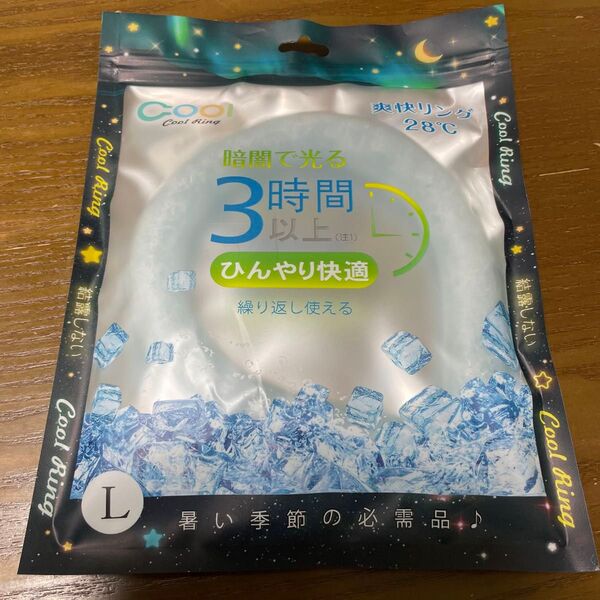 Cool
Cool Ring
爽快リング
28℃
暗闇で光る
3時間
以上(注1)
ひんやり快適
繰り返し使える
Cool Ring
結露しない
Cool Ring
Cool Ring
結露しない
Cool Ring
L
暑い季節の必需品♪